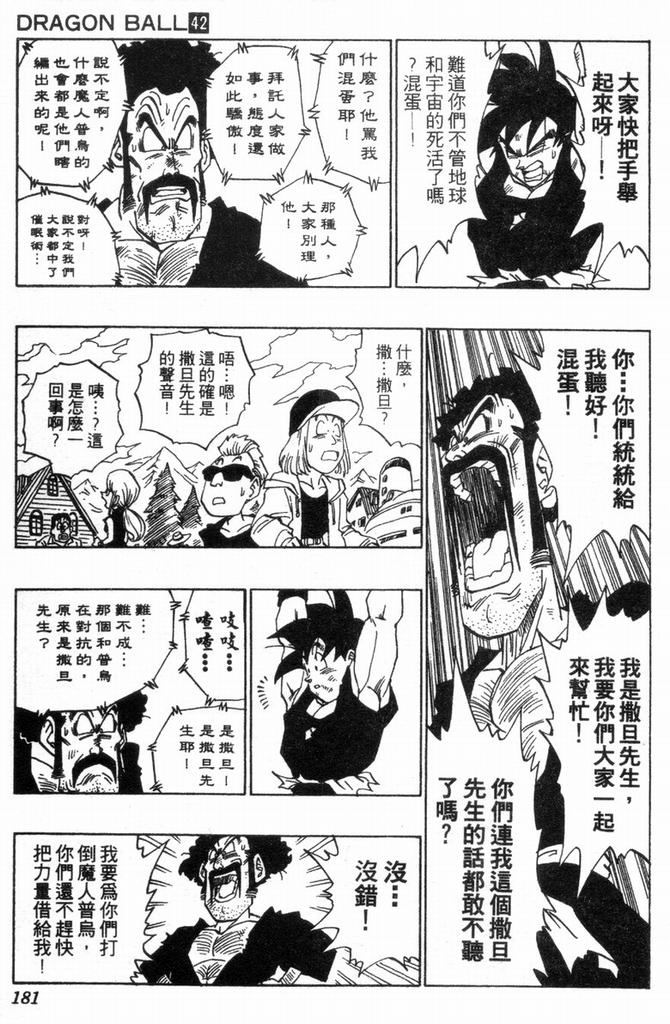 DRAGON BALL 42
大家快把手舉
起來呀──！
難道你們不管地球
和宇宙的死活了嗎
？混蛋──！
什麼？他罵我
們混蛋耶！
拜託人家做
事，態度還
如此驕傲！
那種人，
大家別理
他！
說不定啊，
什麼魔人普烏的
也會都是他們瞎
編出來的呢！
對呀！
說不定我們
大家都中了
催眠術…。
你…你們統統給
我聽好！
混蛋！
我是撒旦先生，
我要你們大家一起
來幫忙！
你們連我這個撒旦
先生的話都敢不聽
了嗎？
什麼，
撒…撒旦？
唔…嗯！
這的確是
撒旦先生
的聲音！
咦…？這
是怎麼一
回事啊？
吱吱…
喳喳…
難…
難不成…
那個和普烏
在對抗的，
原來是撒旦
先生？
是撒旦！
是撒旦先
生耶！
沒…
沒錯！
我要為你們打
倒魔人普烏，
你們還不趕快
把力量借給我！
181